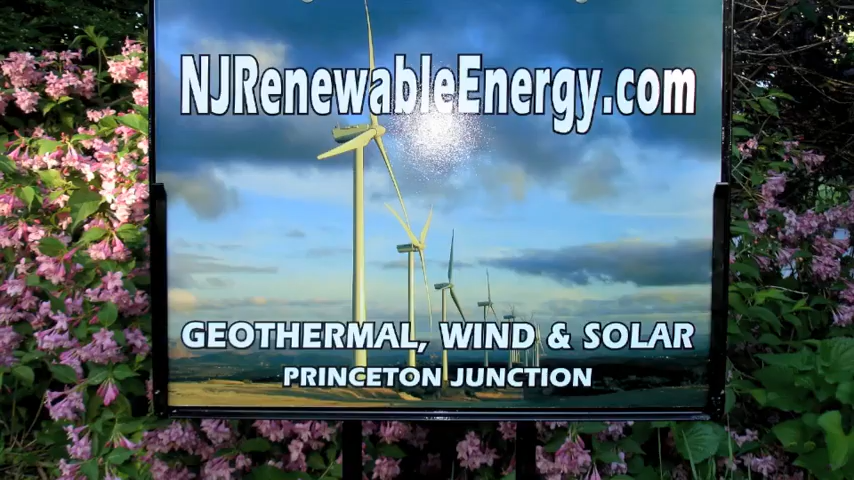 NJRenewableEnergy.com
GEOTHERMAL, WIND & SOLAR
PRINCETON JUNCTION